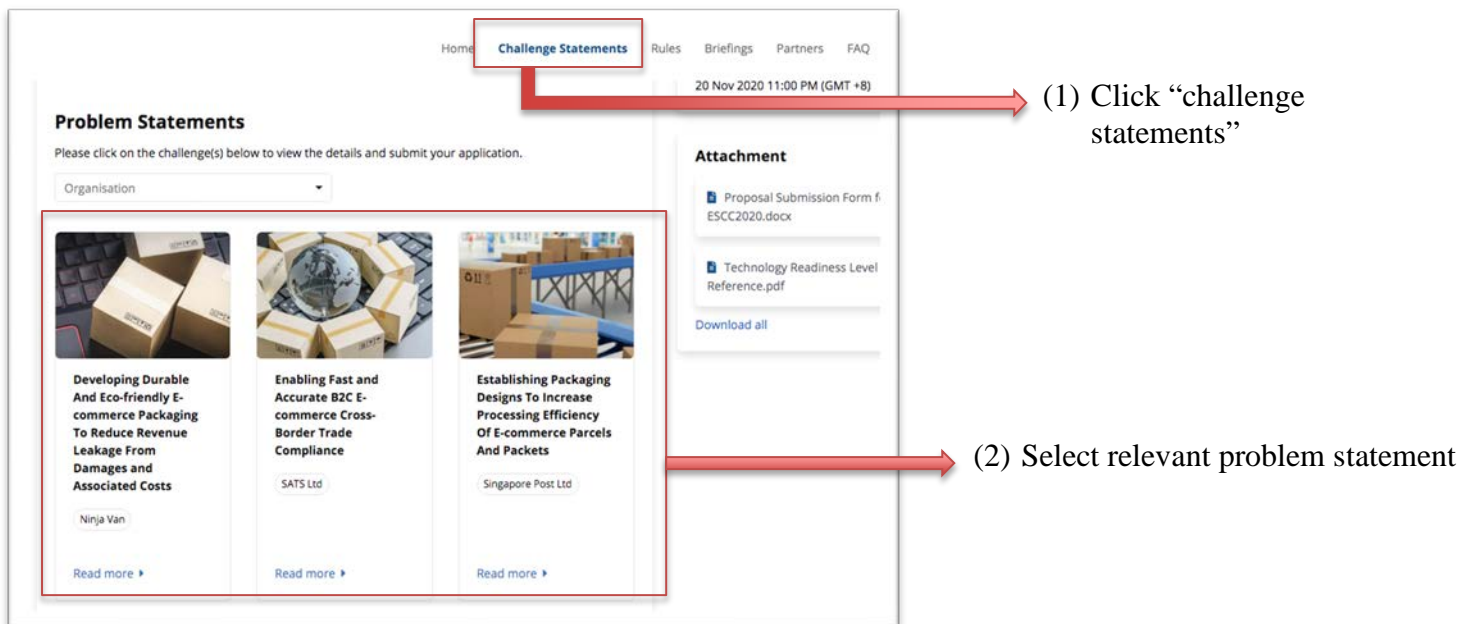 Home Challenge Statements Rules Briefings Partners FAQ
20 Nov 2020 11:00 PM (GMT +8)
(1) Click “challenge
statements”
Problem Statements
Please click on the challenge(s) below to view the details and submit your application.
Organisation
Attachment
Proposal Submission Form
ESCC2020.docx
Technology Readiness Level
Reference.pdf
Download all
Developing Durable
And Eco-friendly E-
commerce Packaging
To Reduce Revenue
Leakage From
Damages and
Associated Costs
Ninja Van
Read more
Enabling Fast and
Accurate B2C E-
commerce Cross-
Border Trade
Compliance
SATS Ltd
Read more
Establishing Packaging
Designs To Increase
Processing Efficiency
Of E-commerce Parcels
And Packets
Singapore Post Ltd
Read more
(2) Select relevant problem statement